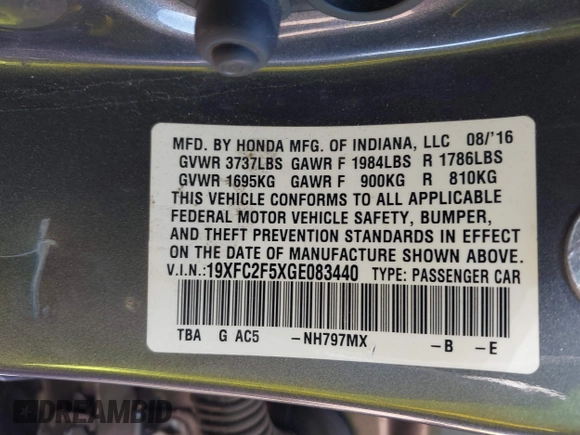 MFD. BY HONDA MFG. OF INDIANA, LLC 08/'16
GVWR 3737LBS GAWR F 1984LBS R 1786LBS
GVWR 1695KG GAWR F 900KG R 810KG
THIS VEHICLE CONFORMS TO ALL APPLICABLE
FEDERAL MOTOR VEHICLE SAFETY, BUMPER,
AND THEFT PREVENTION STANDARDS IN EFFECT
ON THE DATE OF MANUFACTURE SHOWN ABOVE.
V.I.N.:19XFC2F5XGE083440 TYPE: PASSENGER CAR
TBA G AC5 -NH797MX -B -E
DREAMBID